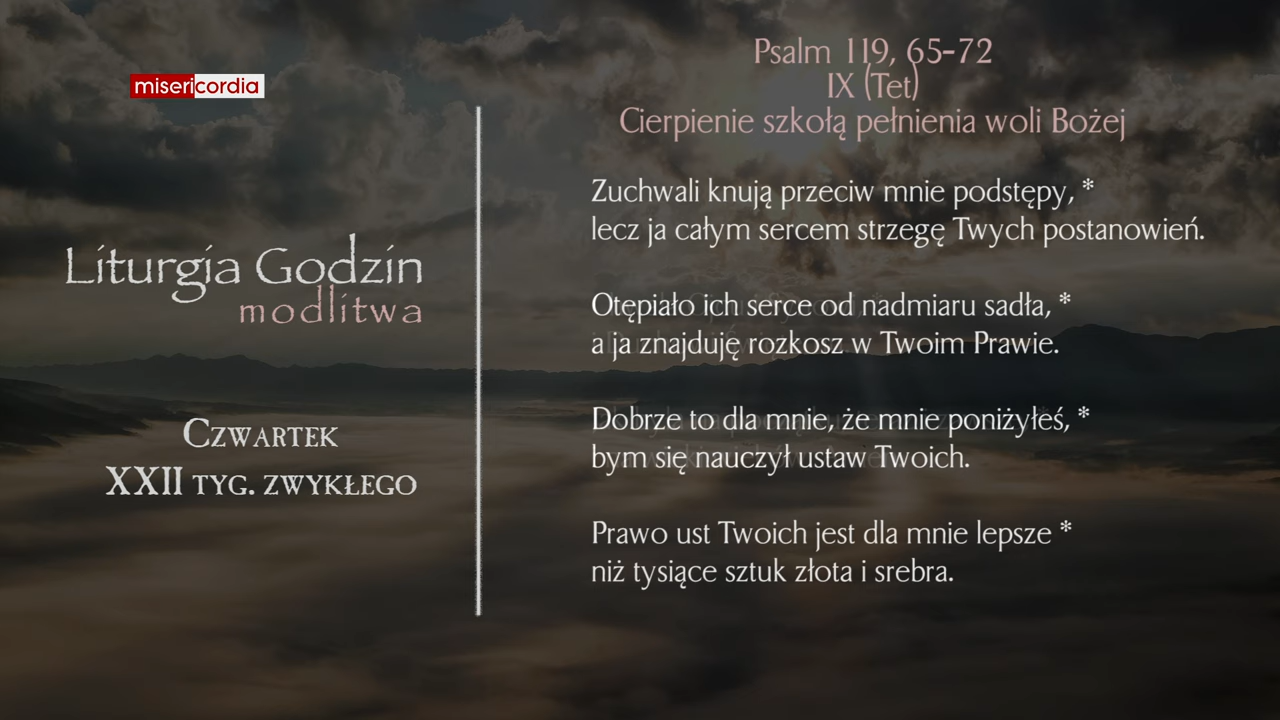 misericordia
Liturgia Godzin
modlitwa
Czwartek
XXII tyg. zwykłego
Psalm 119, 65-72
IX (Tet)
Cierpienie szkołą pełnienia woli Bożej
Zuchwali knują przeciw mnie podstępy, *
lecz ja całym sercem strzegę Twych postanowień.
Otępiało ich serce od nadmiaru sadła, *
a ja znajduję rozkosz w Twoim Prawie.
Dobrze to dla mnie, że mnie poniżyłeś, *
bym się nauczył ustaw Twoich.
Prawo ust Twoich jest dla mnie lepsze *
niż tysiące sztuk złota i srebra.